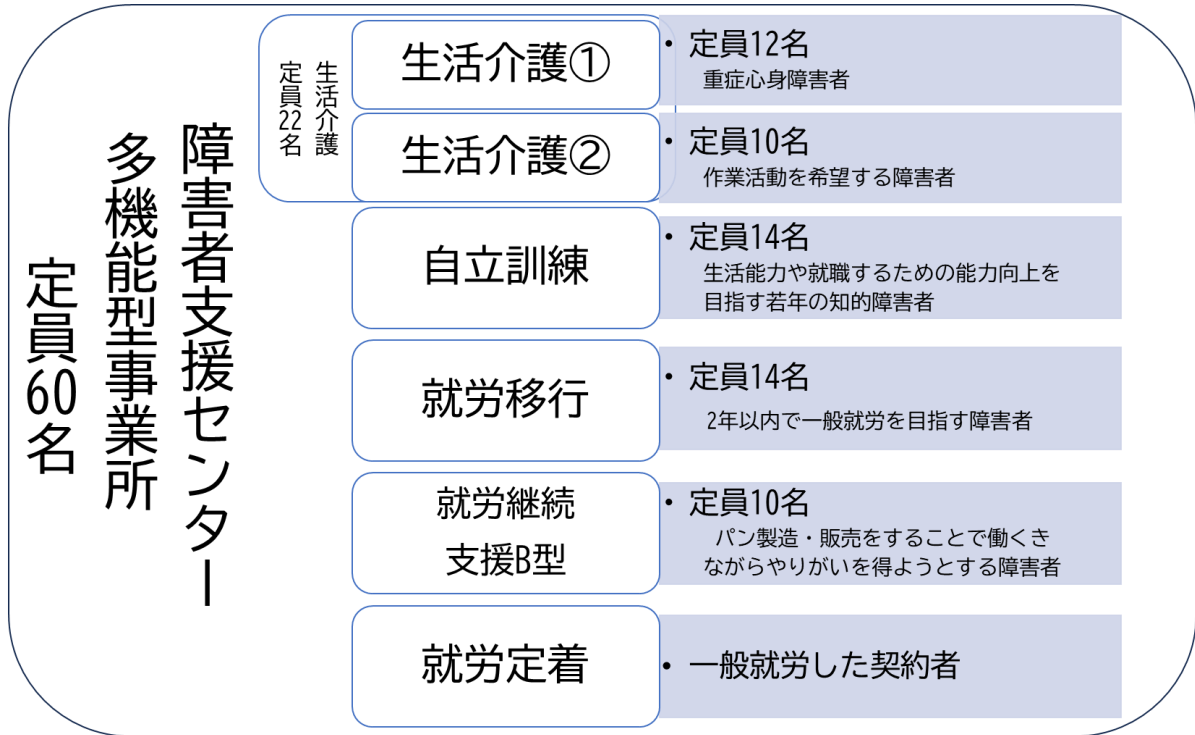 障害者支援センター
多機能型事業所
定員60名
生活介護
定員22名
生活介護①
• 定員12名
重症心身障害者
生活介護②
• 定員10名
作業活動を希望する障害者
自立訓練
• 定員14名
生活能力や就職するための能力向上を
目指す若年の知的障害者
就労移行
• 定員14名
2年以内で一般就労を目指す障害者
就労継続
支援B型
• 定員10名
パン製造・販売をすることで働くき
ながらやりがいを得ようとする障害者
就労定着
• 一般就労した契約者